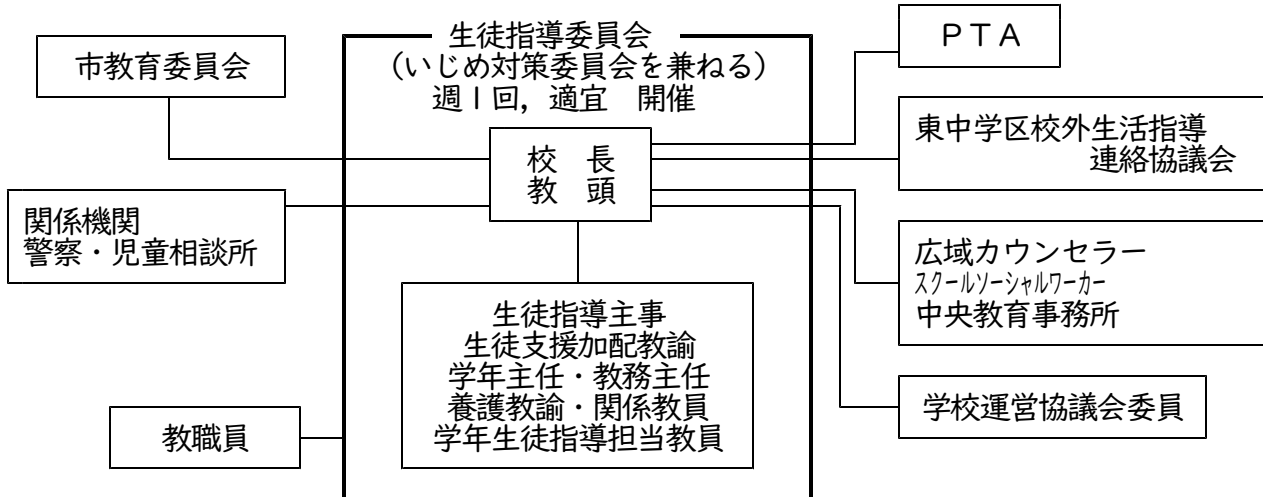 市教育委員会
関係機関
警察・児童相談所
教職員
生徒指導委員会
(いじめ対策委員会を兼ねる)
週1回,適宜　開催
校　長
教　頭
生徒指導主事
生徒支援加配教諭
学年主任・教務主任
養護教諭・関係教員
学年生徒指導担当教員
ＰＴＡ
東中学区校外生活指導
連絡協議会
広域カウンセラー
ｽｸｰﾙｿｰｼｬﾙﾜｰｶｰ
中央教育事務所
学校運営協議会委員